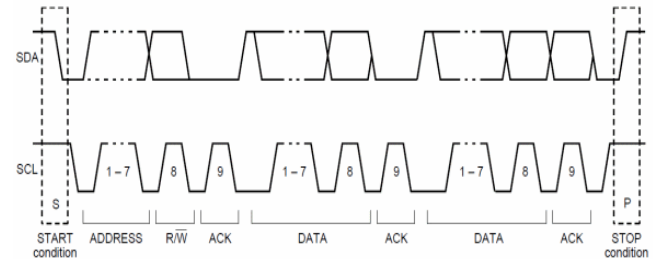 SDA
SCL
1 – 7 8 9 1 – 7 8 9 1 – 7 8 9
S P
START condition ADDRESS R/W̅ ACK DATA ACK DATA ACK STOP condition